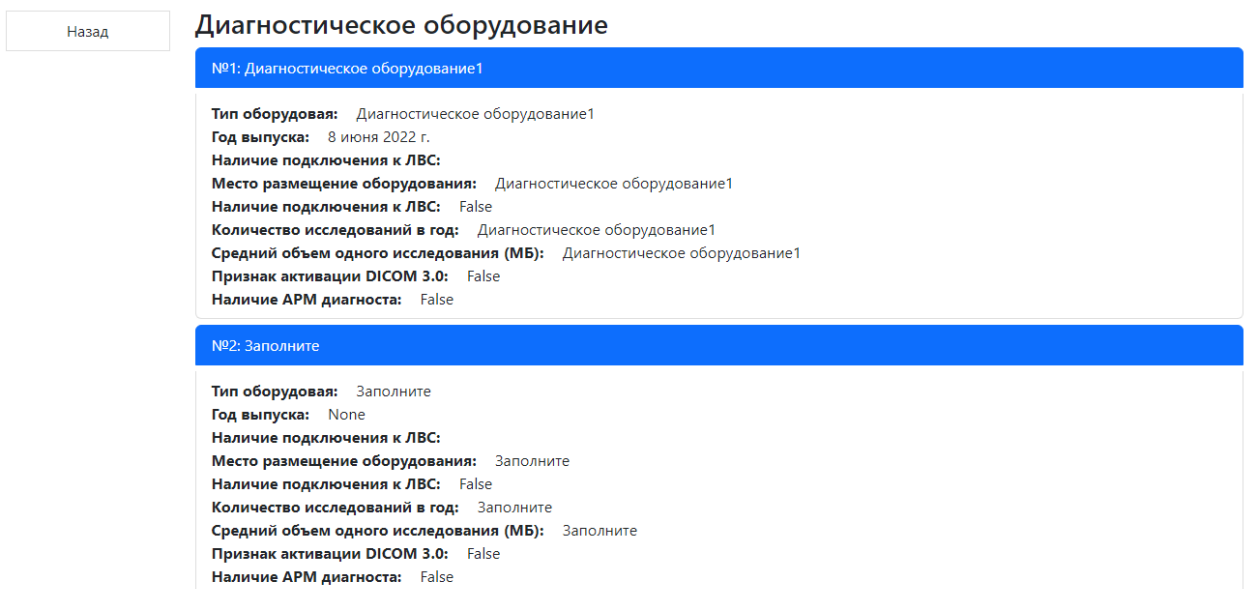 Назад
Диагностическое оборудование
№1: Диагностическое оборудование1
Тип оборудовая: Диагностическое оборудование1
Год выпуска: 8 июня 2022 г.
Наличие подключения к ЛВС:
Место размещение оборудования: Диагностическое оборудование1
Наличие подключения к ЛВС: False
Количество исследований в год: Диагностическое оборудование1
Средний объем одного исследования (МБ): Диагностическое оборудование1
Признак активации DICOM 3.0: False
Наличие АРМ диагноста: False
№2: Заполните
Тип оборудовая: Заполните
Год выпуска: None
Наличие подключения к ЛВС:
Место размещение оборудования: Заполните
Наличие подключения к ЛВС: False
Количество исследований в год: Заполните
Средний объем одного исследования (МБ): Заполните
Признак активации DICOM 3.0: False
Наличие АРМ диагноста: False